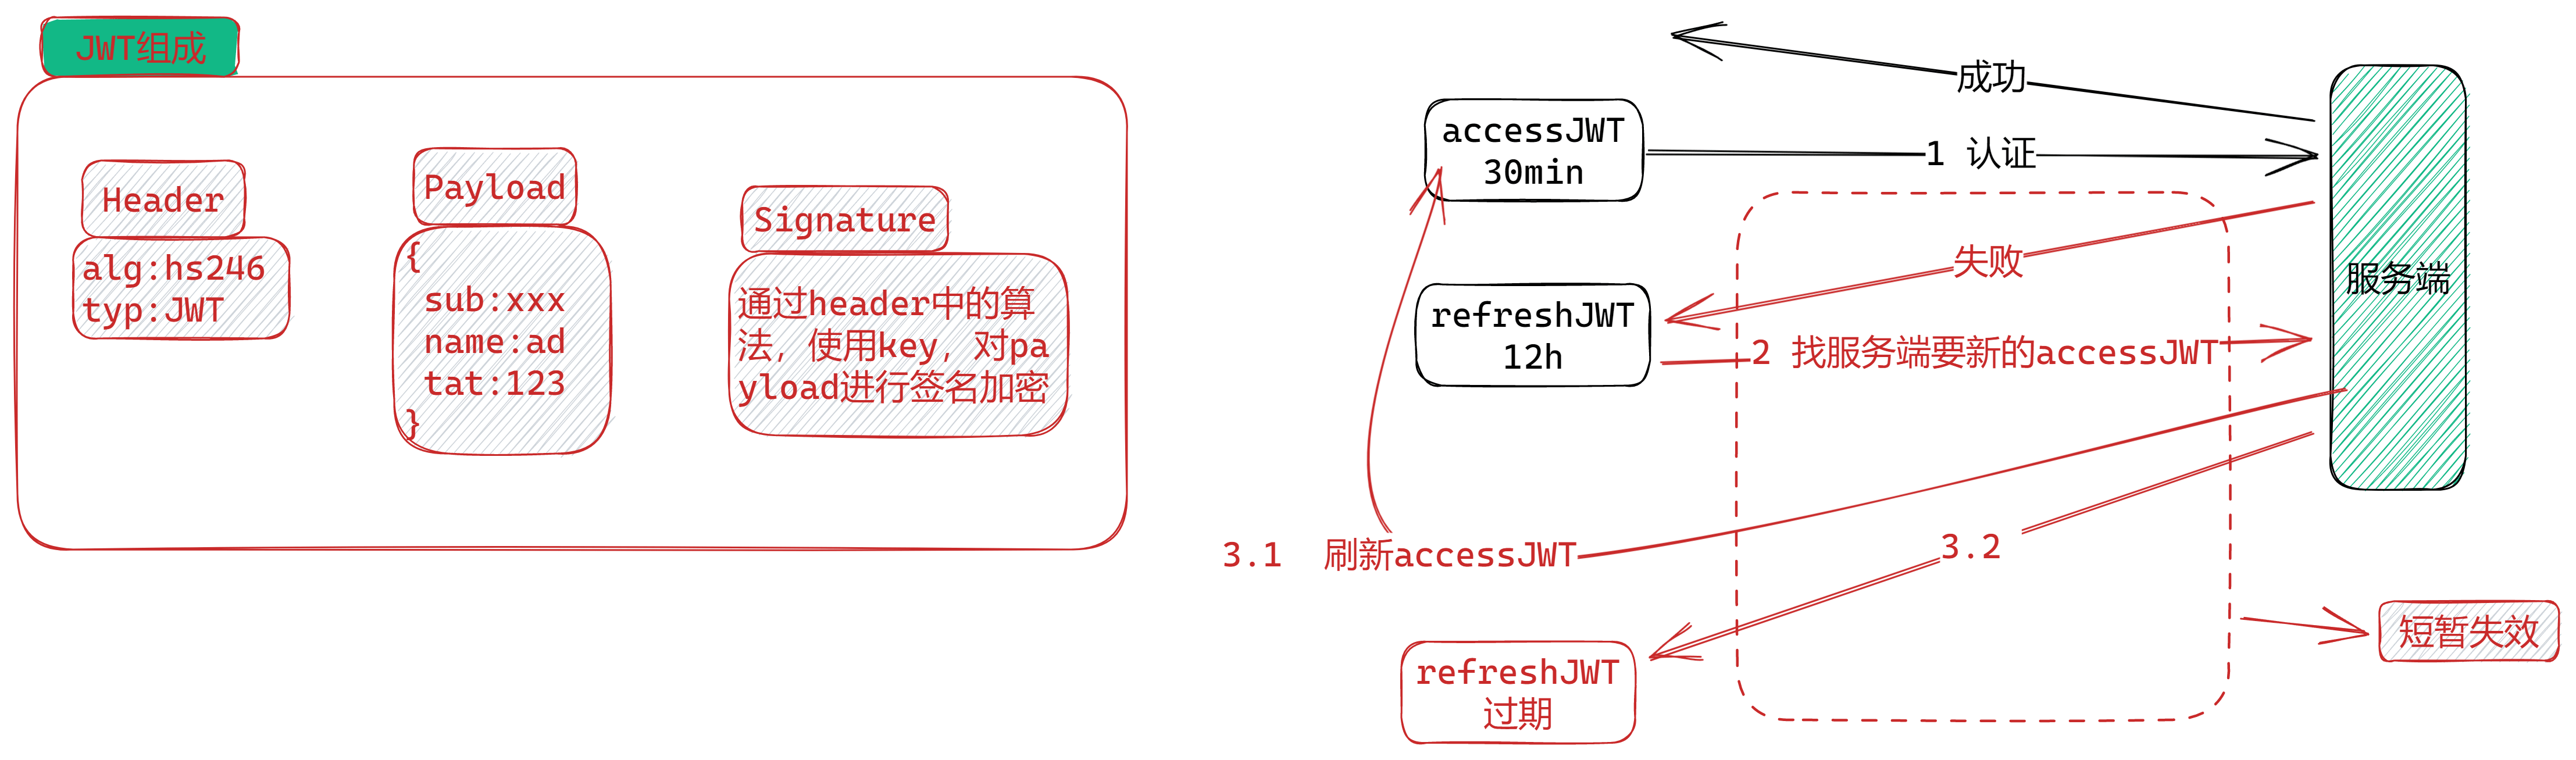 JWT组成
Header
alg:hs246
typ:JWT
Payload
{
sub:xxx
name:ad
tat:123
}
Signature
通过header中的算
法，使用key，对pa
yload进行签名加密
成功
accessJWT
30min
1 认证
失败
服务端
refreshJWT
12h
2 找服务端要新的accessJWT
3.1 刷新accessJWT
3.2
短暂失效
refreshJWT
过期